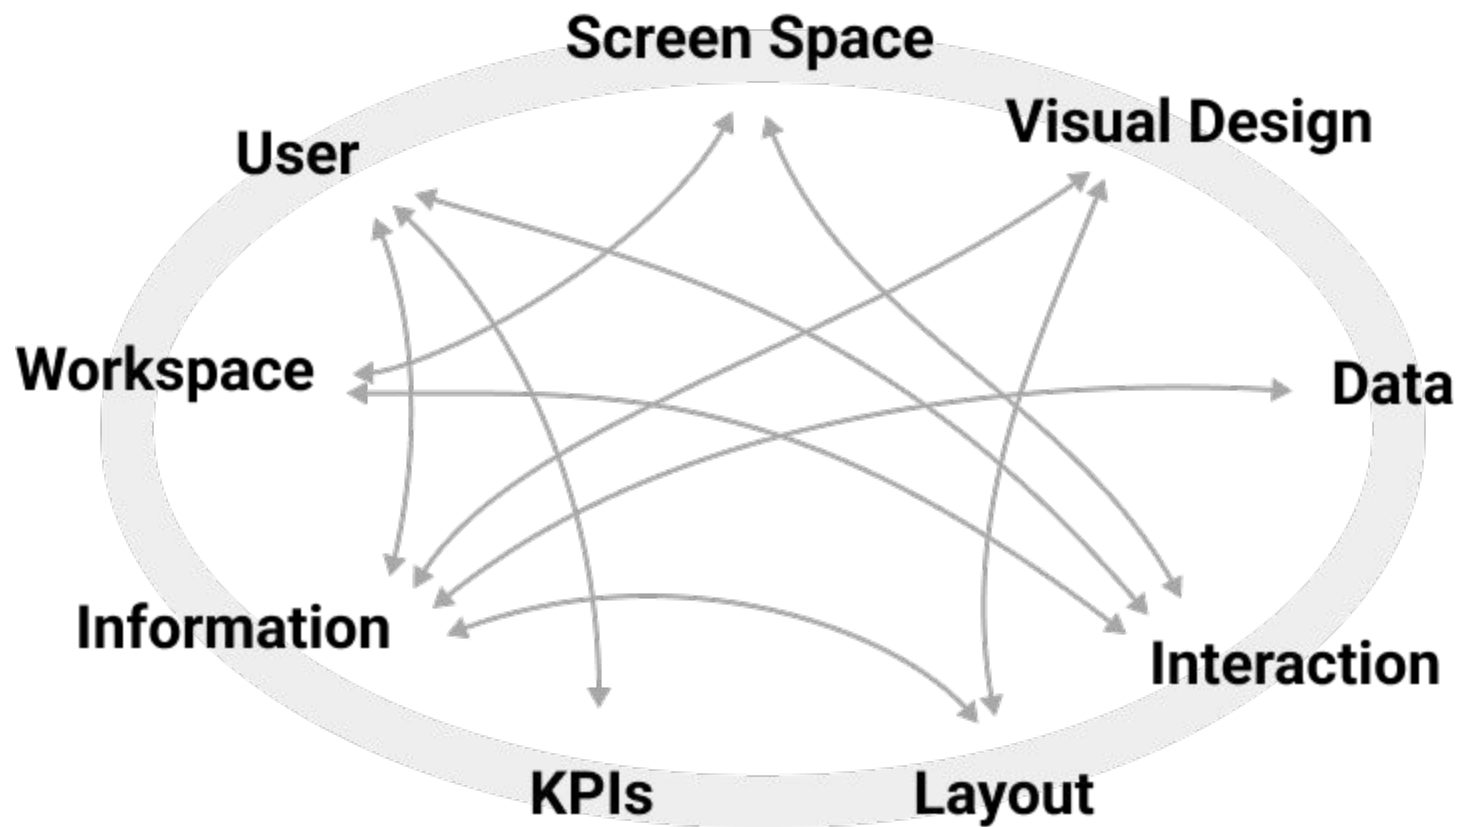 Screen Space
Visual Design
User
Workspace
Data
Information
Interaction
KPIs
Layout